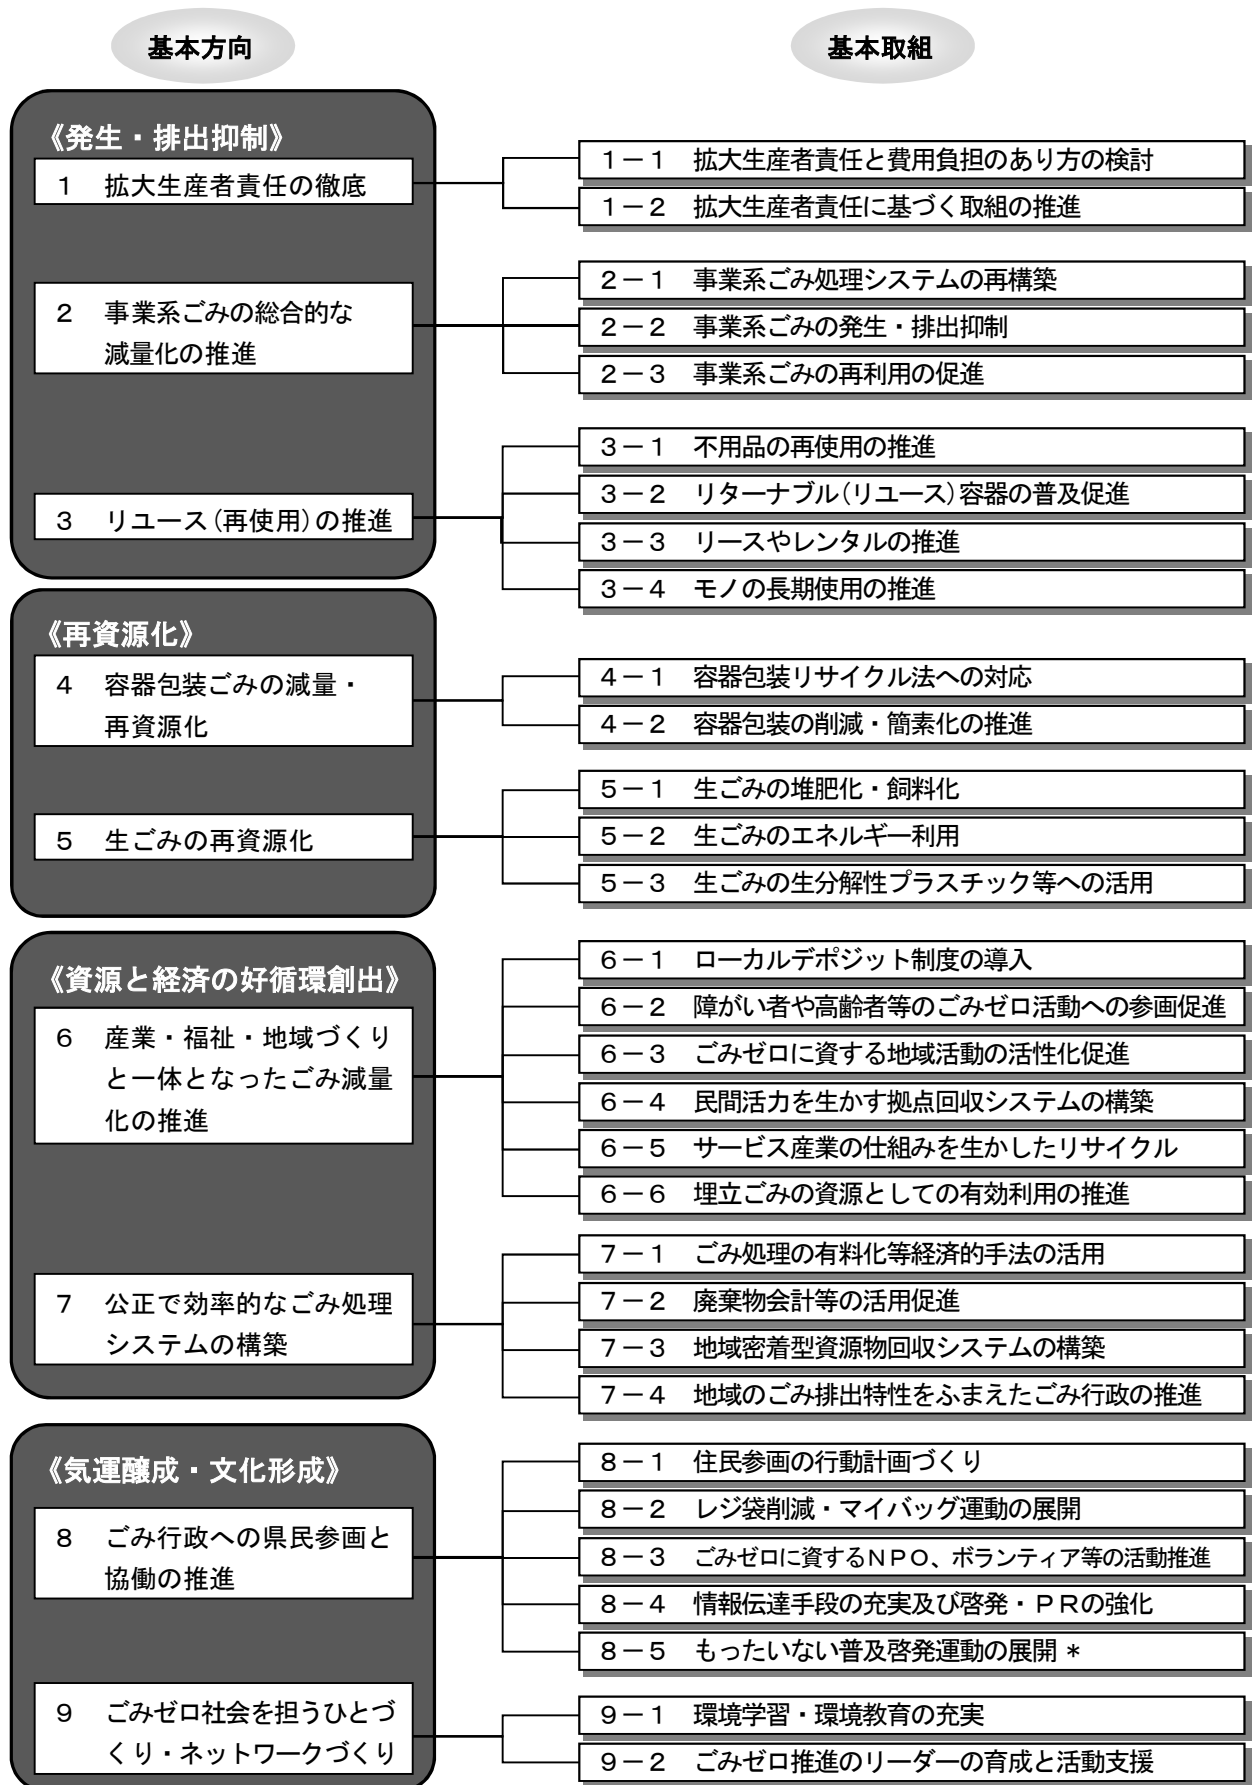 基本方向
基本取組
《発生・排出抑制》
1 拡大生産者責任の徹底
1－1 拡大生産者責任と費用負担のあり方の検討
1－2 拡大生産者責任に基づく取組の推進
2 事業系ごみの総合的な
減量化の推進
2－1 事業系ごみ処理システムの再構築
2－2 事業系ごみの発生・排出抑制
2－3 事業系ごみの再利用の促進
3 リユース（再使用）の推進
3－1 不用品の再使用の推進
3－2 リターナブル（リユース）容器の普及促進
3－3 リースやレンタルの推進
3－4 モノの長期使用の推進
《再資源化》
4 容器包装ごみの減量・
再資源化
4－1 容器包装リサイクル法への対応
4－2 容器包装の削減・簡素化の推進
5 生ごみの再資源化
5－1 生ごみの堆肥化・飼料化
5－2 生ごみのエネルギー利用
5－3 生ごみの生分解性プラスチック等への活用
《資源と経済の好循環創出》
6 産業・福祉・地域づくり
と一体となったごみ減量
化の推進
6－1 ローカルデポジット制度の導入
6－2 障がい者や高齢者等のごみゼロ活動への参画促進
6－3 ごみゼロに資する地域活動の活性化促進
6－4 民間活力を生かす拠点回収システムの構築
6－5 サービス産業の仕組みを生かしたリサイクル
6－6 埋立ごみの資源としての有効利用の推進
7 公正で効率的なごみ処理
システムの構築
7－1 ごみ処理の有料化等経済的手法の活用
7－2 廃棄物会計等の活用促進
7－3 地域密着型資源物回収システムの構築
7－4 地域のごみ排出特性をふまえたごみ行政の推進
《気運醸成・文化形成》
8 ごみ行政への県民参画と
協働の推進
8－1 住民参画の行動計画づくり
8－2 レジ袋削減・マイバッグ運動の展開
8－3 ごみゼロに資するＮＰＯ、ボランティア等の活動推進
8－4 情報伝達手段の充実及び啓発・ＰＲの強化
8－5 もったいない普及啓発運動の展開＊
9 ごみゼロ社会を担うひとづ
くり・ネットワークづくり
9－1 環境学習・環境教育の充実
9－2 ごみゼロ推進のリーダーの育成と活動支援